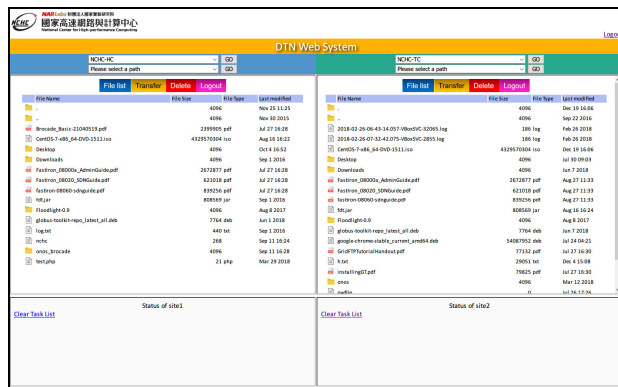 NCHC
NARLabs 財團法人國家實驗研究院
國家高速網路與計算中心
National Center for High-performance Computing
Logout
DTN Web System
NCHC-HC GO
Please select a path GO
File list Transfer Delete Logout
File Name File Size File Type Last modified
. 4096 Nov 25 11:25
.. 4096 Nov 30 2015
Brocade_Basic-21040519.pdf 2399905 pdf Jul 27 16:28
CentOS-7-x86_64-DVD-1511.iso 4329570304 iso Aug 16 16:22
Desktop 4096 Oct 4 16:52
Downloads 4096 Sep 1 2016
FastIron_08000a_AdminGuide.pdf 2672877 pdf Jul 27 16:28
FastIron_08020_SDNGuide.pdf 621018 pdf Jul 27 16:28
fastiron-08060-sdnguide.pdf 839256 pdf Jul 27 16:28
fdt.jar 808569 jar Sep 1 2016
Floodlight-0.9 4096 Aug 8 2017
globus-toolkit-repo_latest_all.deb 7764 deb Jun 1 2018
log.txt 440 txt Sep 1 2016
nchc 268 Sep 11 16:24
onos_brocade 4096 Sep 11 16:28
test.php 21 php Mar 29 2018
NCHC-TC GO
Please select a path GO
File list Transfer Delete Logout
File Name File Size File Type Last modified
. 4096 Dec 19 16:06
.. 4096 Sep 22 2016
2018-02-26-06-43-14.057-VBoxSVC-32065.log 186 log Feb 26 2018
2018-02-26-07-32-42.075-VBoxSVC-2855.log 186 log Feb 26 2018
CentOS-7-x86_64-DVD-1511.iso 4329570304 iso Dec 19 16:06
Desktop 4096 Jul 30 09:03
Downloads 4096 Jun 7 2018
FastIron_08000a_AdminGuide.pdf 2672877 pdf Aug 27 11:33
FastIron_08020_SDNGuide.pdf 621018 pdf Aug 27 11:33
fastiron-08060-sdnguide.pdf 839256 pdf Aug 27 11:33
fdt.jar 808569 jar Aug 16 16:24
Floodlight-0.9 4096 Aug 8 2017
globus-toolkit-repo_latest_all.deb 7764 deb Jun 7 2018
google-chrome-stable_current_amd64.deb 54087952 deb Jul 24 04:21
GridFTPTutorialHandout.pdf 77132 pdf Jul 27 16:30
h.txt 29051 txt Dec 4 15:08
installingGT.pdf 79825 pdf Jul 27 16:30
onos 4096 Mar 12 2018
Status of site1
Clear Task List
Status of site2
Clear Task List